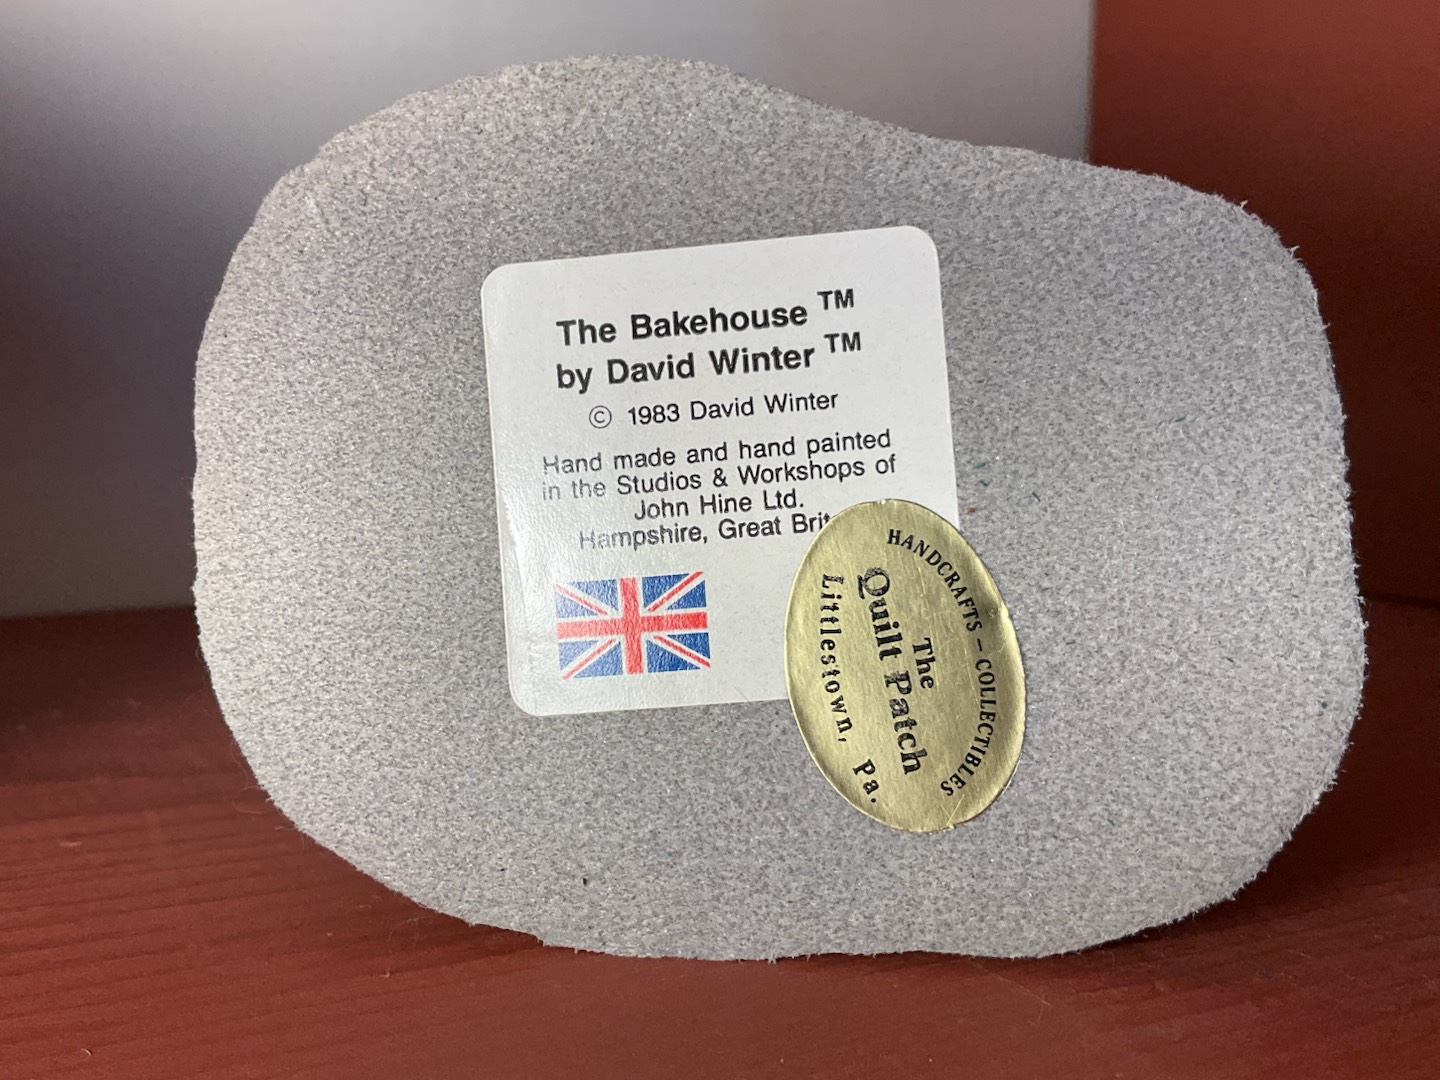 The Bakehouse ™
by David Winter ™
© 1983 David Winter
Hand made and hand painted
in the Studios & Workshops of
John Hine Ltd.
Hampshire, Great Brit
HANDCRAFTS – COLLECTIBLES
The
Quilt Patch
Littlestown, Pa.